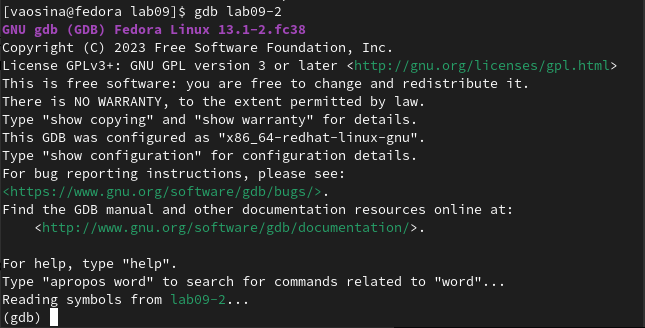 [vaosina@fedora lab09]$ gdb lab09-2
GNU gdb (GDB) Fedora Linux 13.1-2.fc38
Copyright (C) 2023 Free Software Foundation, Inc.
License GPLv3+: GNU GPL version 3 or later <http://gnu.org/licenses/gpl.html>
This is free software: you are free to change and redistribute it.
There is NO WARRANTY, to the extent permitted by law.
Type "show copying" and "show warranty" for details.
This GDB was configured as "x86_64-redhat-linux-gnu".
Type "show configuration" for configuration details.
For bug reporting instructions, please see:
<https://www.gnu.org/software/gdb/bugs/>.
Find the GDB manual and other documentation resources online at:
    <http://www.gnu.org/software/gdb/documentation/>.

For help, type "help".
Type "apropos word" to search for commands related to "word"...
Reading symbols from lab09-2...
(gdb)